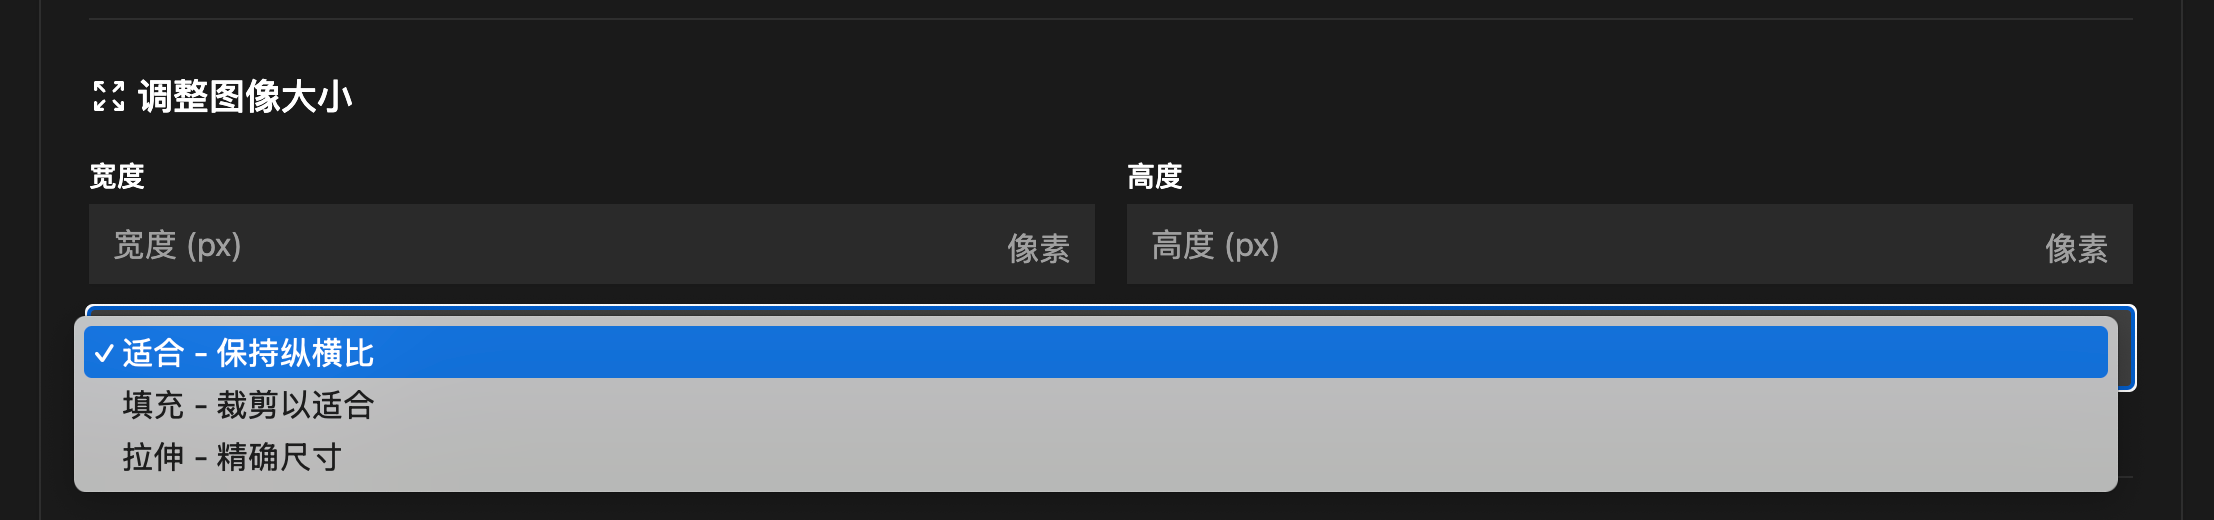 调整图像大小
宽度
高度
宽度 (px)
像素
高度 (px)
像素
✓ 适合 - 保持纵横比
填充 - 裁剪以适合
拉伸 - 精确尺寸